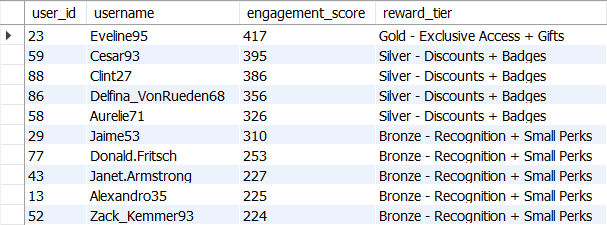 user_id username engagement_score reward_tier
23 Eveline95 417 Gold - Exclusive Access + Gifts
59 Cesar93 395 Silver - Discounts + Badges
88 Clint27 386 Silver - Discounts + Badges
86 Delfina_VonRueden68 356 Silver - Discounts + Badges
58 Aurelie71 326 Silver - Discounts + Badges
29 Jaime53 310 Bronze - Recognition + Small Perks
77 Donald.Fritsch 253 Bronze - Recognition + Small Perks
43 Janet.Armstrong 227 Bronze - Recognition + Small Perks
13 Alexandro35 225 Bronze - Recognition + Small Perks
52 Zack_Kemmer93 224 Bronze - Recognition + Small Perks